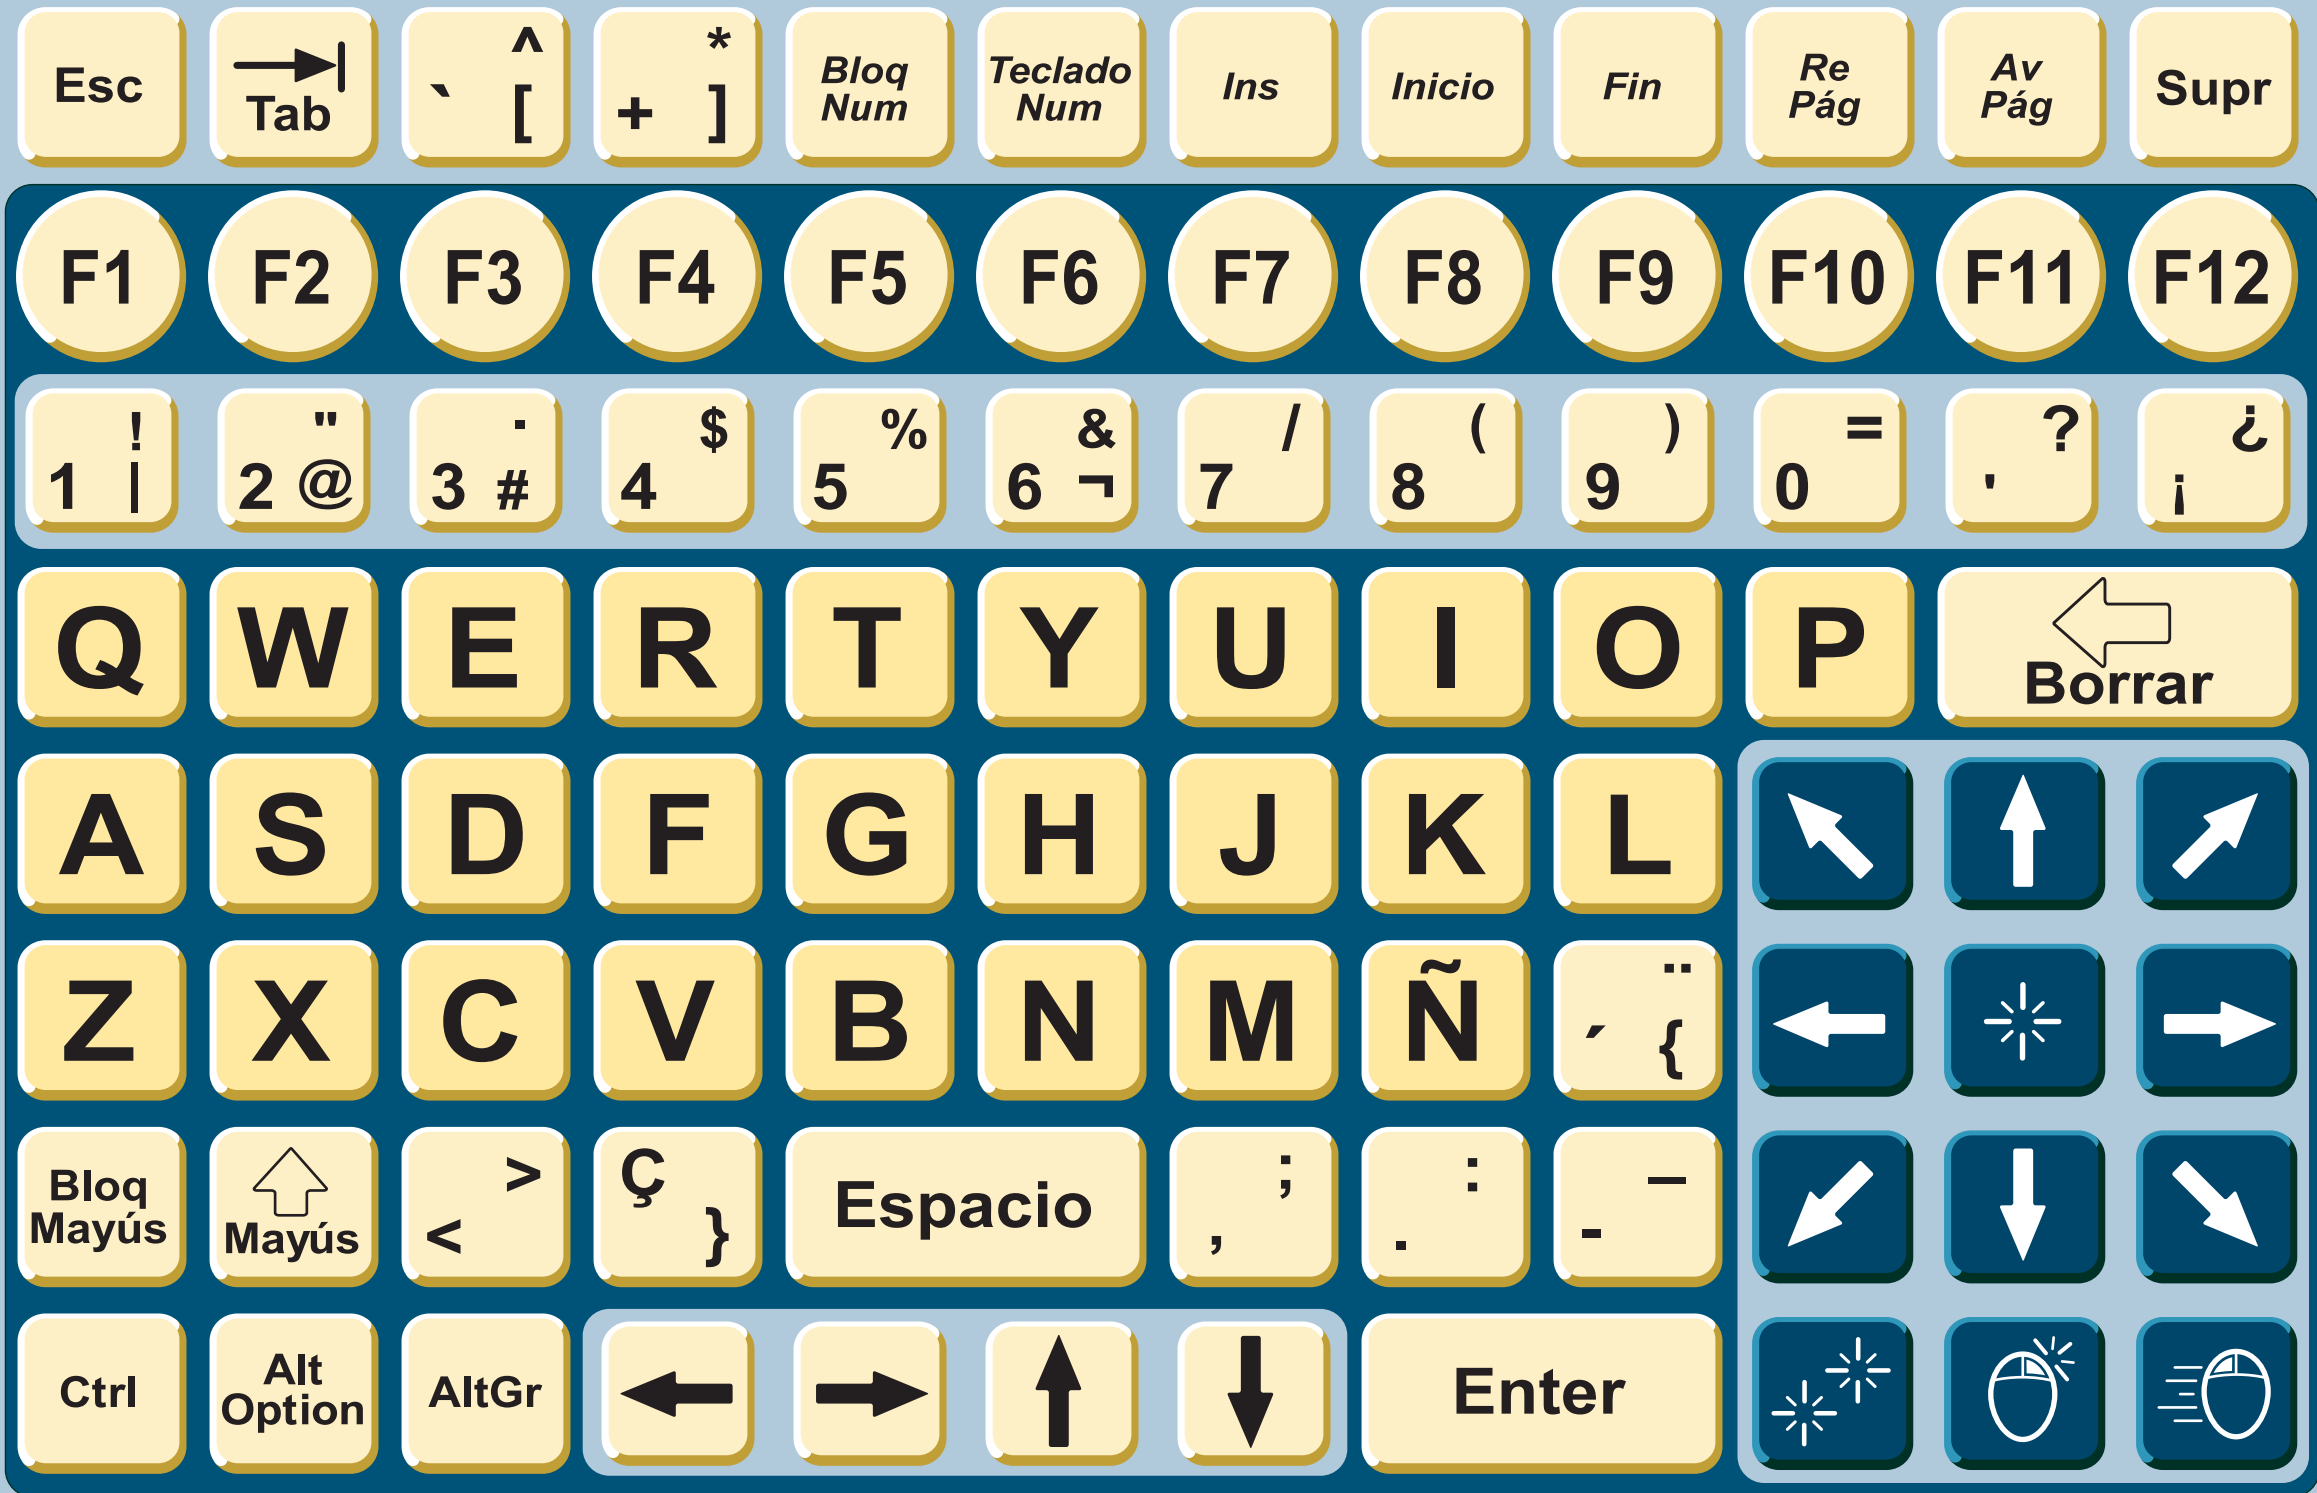 Esc Tab ^ ` [ * + ] Bloq Num Teclado Num Ins Inicio Fin Re Pág Av Pág Supr
F1 F2 F3 F4 F5 F6 F7 F8 F9 F10 F11 F12
! 1 | " 2 @ · 3 # $ 4 % 5 & 6 ¬ / 7 ( 8 ) 9 = 0 ? ' ¿ ¡
Q W E R T Y U I O P Borrar
A S D F G H J K L
Z X C V B N M Ñ ¨ ´ {
Bloq Mayús Mayús > < Ç } Espacio ; , : . _ -
Ctrl Alt Option AltGr Enter